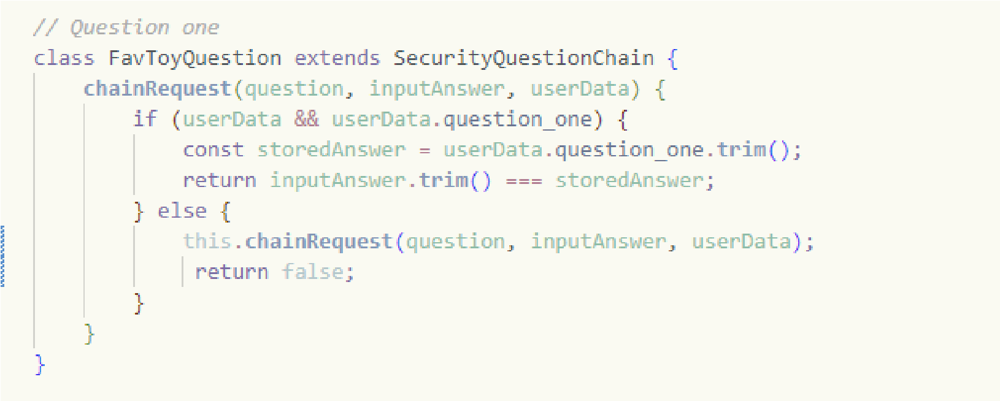 // Question one
class FavToyQuestion extends SecurityQuestionChain {
    chainRequest(question, inputAnswer, userData) {
        if (userData && userData.question_one) {
            const storedAnswer = userData.question_one.trim();
            return inputAnswer.trim() === storedAnswer;
        } else {
            this.chainRequest(question, inputAnswer, userData);
             return false;
        }
    }
}